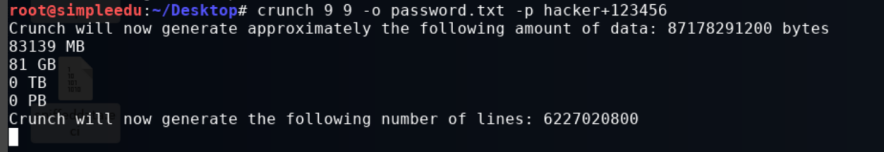 root@simpleedu:~/Desktop# crunch 9 9 -o password.txt -p hacker+123456
Crunch will now generate approximately the following amount of data: 87178291200 bytes
83139 MB
81 GB
0 TB
0 PB
Crunch will now generate the following number of lines: 6227020800